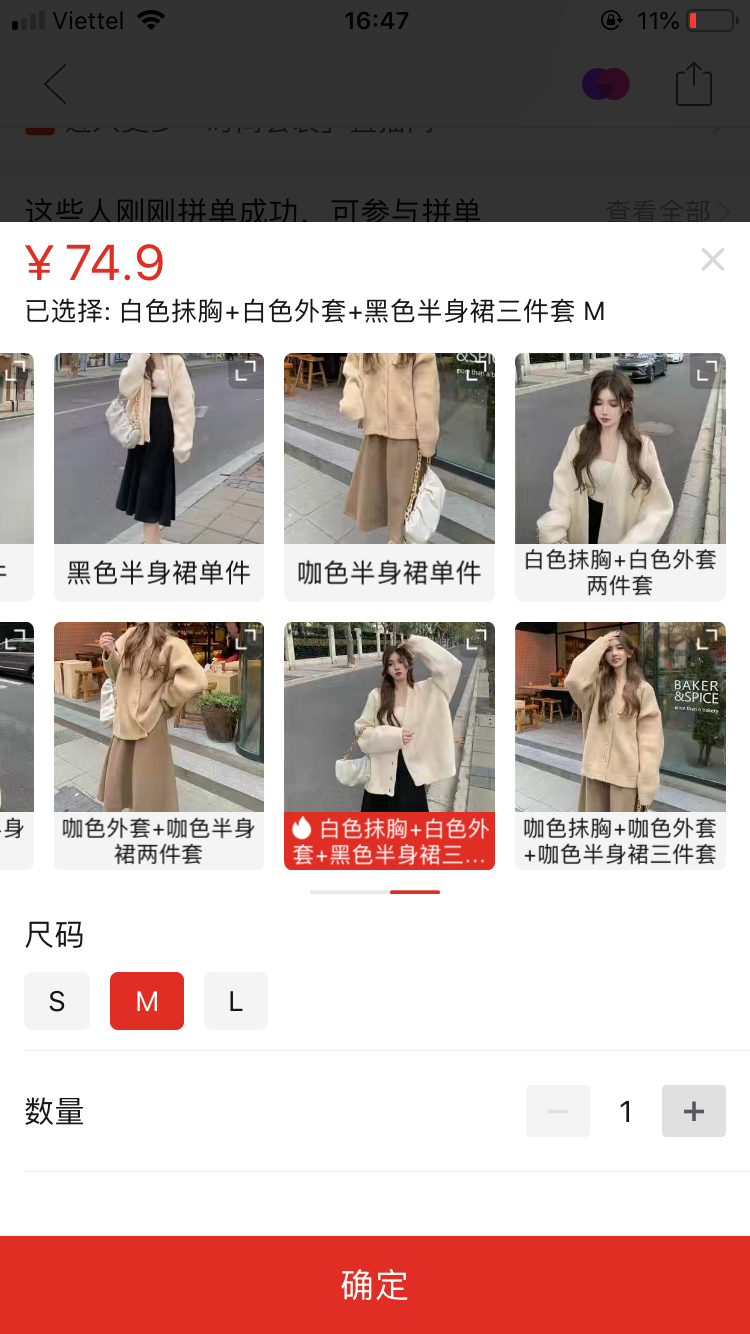 Viettel
16:47
11%
这些人刚刚拼单成功，可参与拼单
查看全部
¥ 74.9
已选择: 白色抹胸+白色外套+黑色半身裙三件套 M
黑色半身裙单件
咖色半身裙单件
白色抹胸+白色外套
两件套
身
咖色外套+咖色半身
裙两件套
白色抹胸+白色外
套+黑色半身裙三...
BAKER
&SPICE
more than a bakery
咖色抹胸+咖色外套
+咖色半身裙三件套
尺码
S
M
L
数量
1
确定